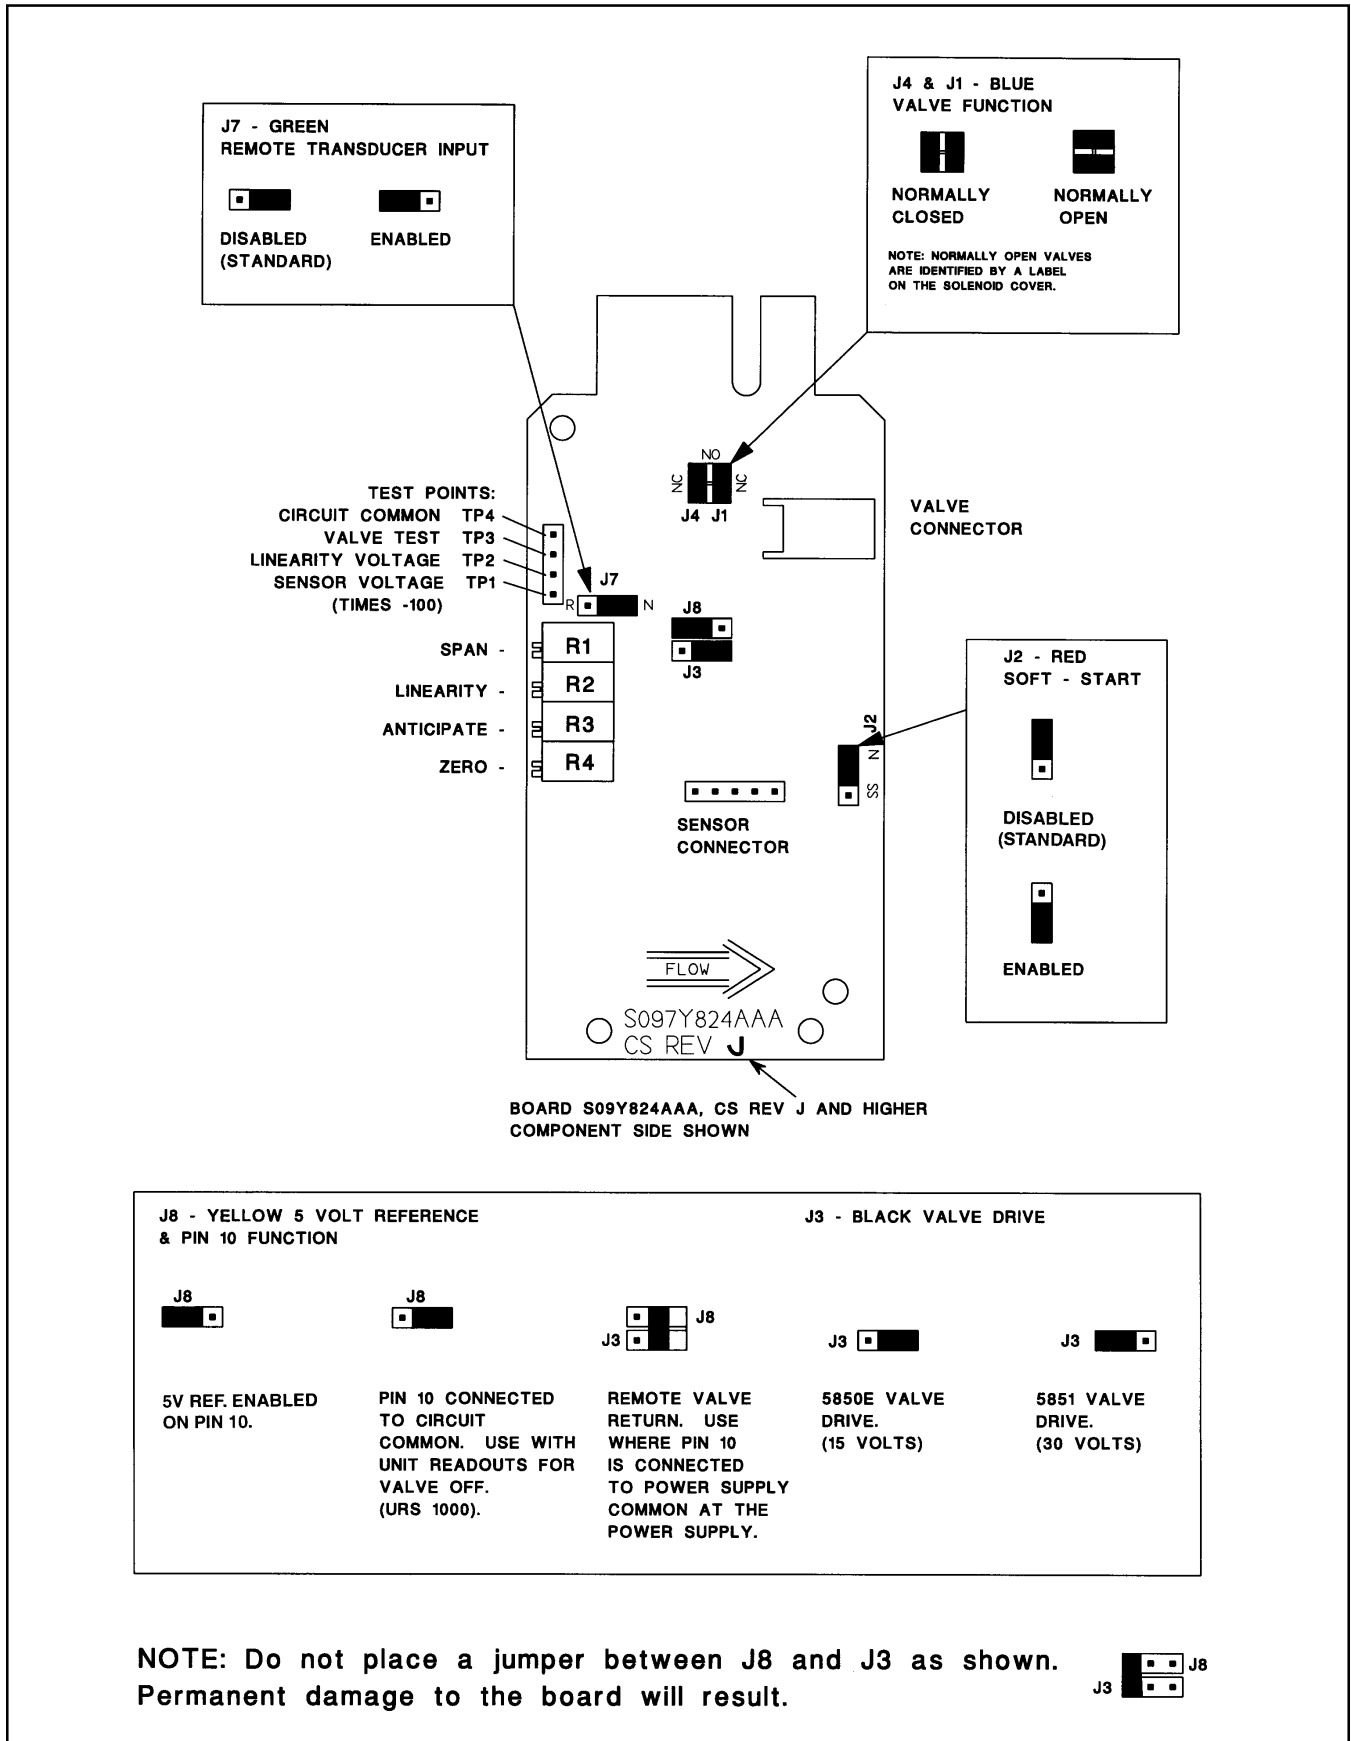 J4 & J1 - BLUE
VALVE FUNCTION
NORMALLY
CLOSED
NORMALLY
OPEN
NOTE: NORMALLY OPEN VALVES
ARE IDENTIFIED BY A LABEL
ON THE SOLENOID COVER.
J7 - GREEN
REMOTE TRANSDUCER INPUT
DISABLED
(STANDARD)
ENABLED
NO
NC
NC
J4 J1
VALVE
CONNECTOR
TEST POINTS:
CIRCUIT COMMON TP4
VALVE TEST TP3
LINEARITY VOLTAGE TP2
SENSOR VOLTAGE TP1
(TIMES -100)
J7
R
N
J8
J3
SPAN -
R1
LINEARITY -
R2
ANTICIPATE -
R3
ZERO -
R4
J2
N
SS
J2 - RED
SOFT - START
DISABLED
(STANDARD)
ENABLED
SENSOR
CONNECTOR
FLOW
S097Y824AAA
CS REV J
BOARD S09Y824AAA, CS REV J AND HIGHER
COMPONENT SIDE SHOWN
J8 - YELLOW 5 VOLT REFERENCE
& PIN 10 FUNCTION
J3 - BLACK VALVE DRIVE
J8
5V REF. ENABLED
ON PIN 10.
J8
PIN 10 CONNECTED
TO CIRCUIT
COMMON. USE WITH
UNIT READOUTS FOR
VALVE OFF.
(URS 1000).
J8
J3
REMOTE VALVE
RETURN. USE
WHERE PIN 10
IS CONNECTED
TO POWER SUPPLY
COMMON AT THE
POWER SUPPLY.
J3
5850E VALVE
DRIVE.
(15 VOLTS)
J3
5851 VALVE
DRIVE.
(30 VOLTS)
NOTE: Do not place a jumper between J8 and J3 as shown.
Permanent damage to the board will result.
J8
J3